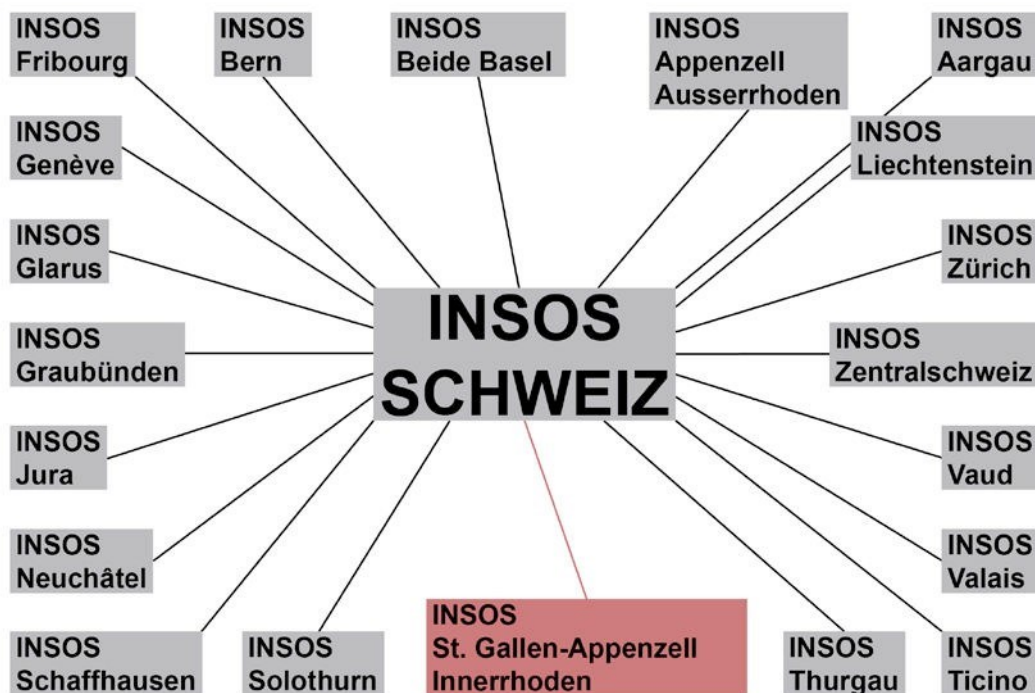 INSOS
Fribourg
INSOS
Bern
INSOS
Beide Basel
INSOS
Appenzell
Ausserrhoden
INSOS
Aargau
INSOS
Genève
INSOS
Liechtenstein
INSOS
Glarus
INSOS
Zürich
INSOS
SCHWEIZ
INSOS
Graubünden
INSOS
Zentralschweiz
INSOS
Jura
INSOS
Vaud
INSOS
Neuchâtel
INSOS
Valais
INSOS
Schaffhausen
INSOS
Solothurn
INSOS
St. Gallen-Appenzell
Innerrhoden
INSOS
Thurgau
INSOS
Ticino